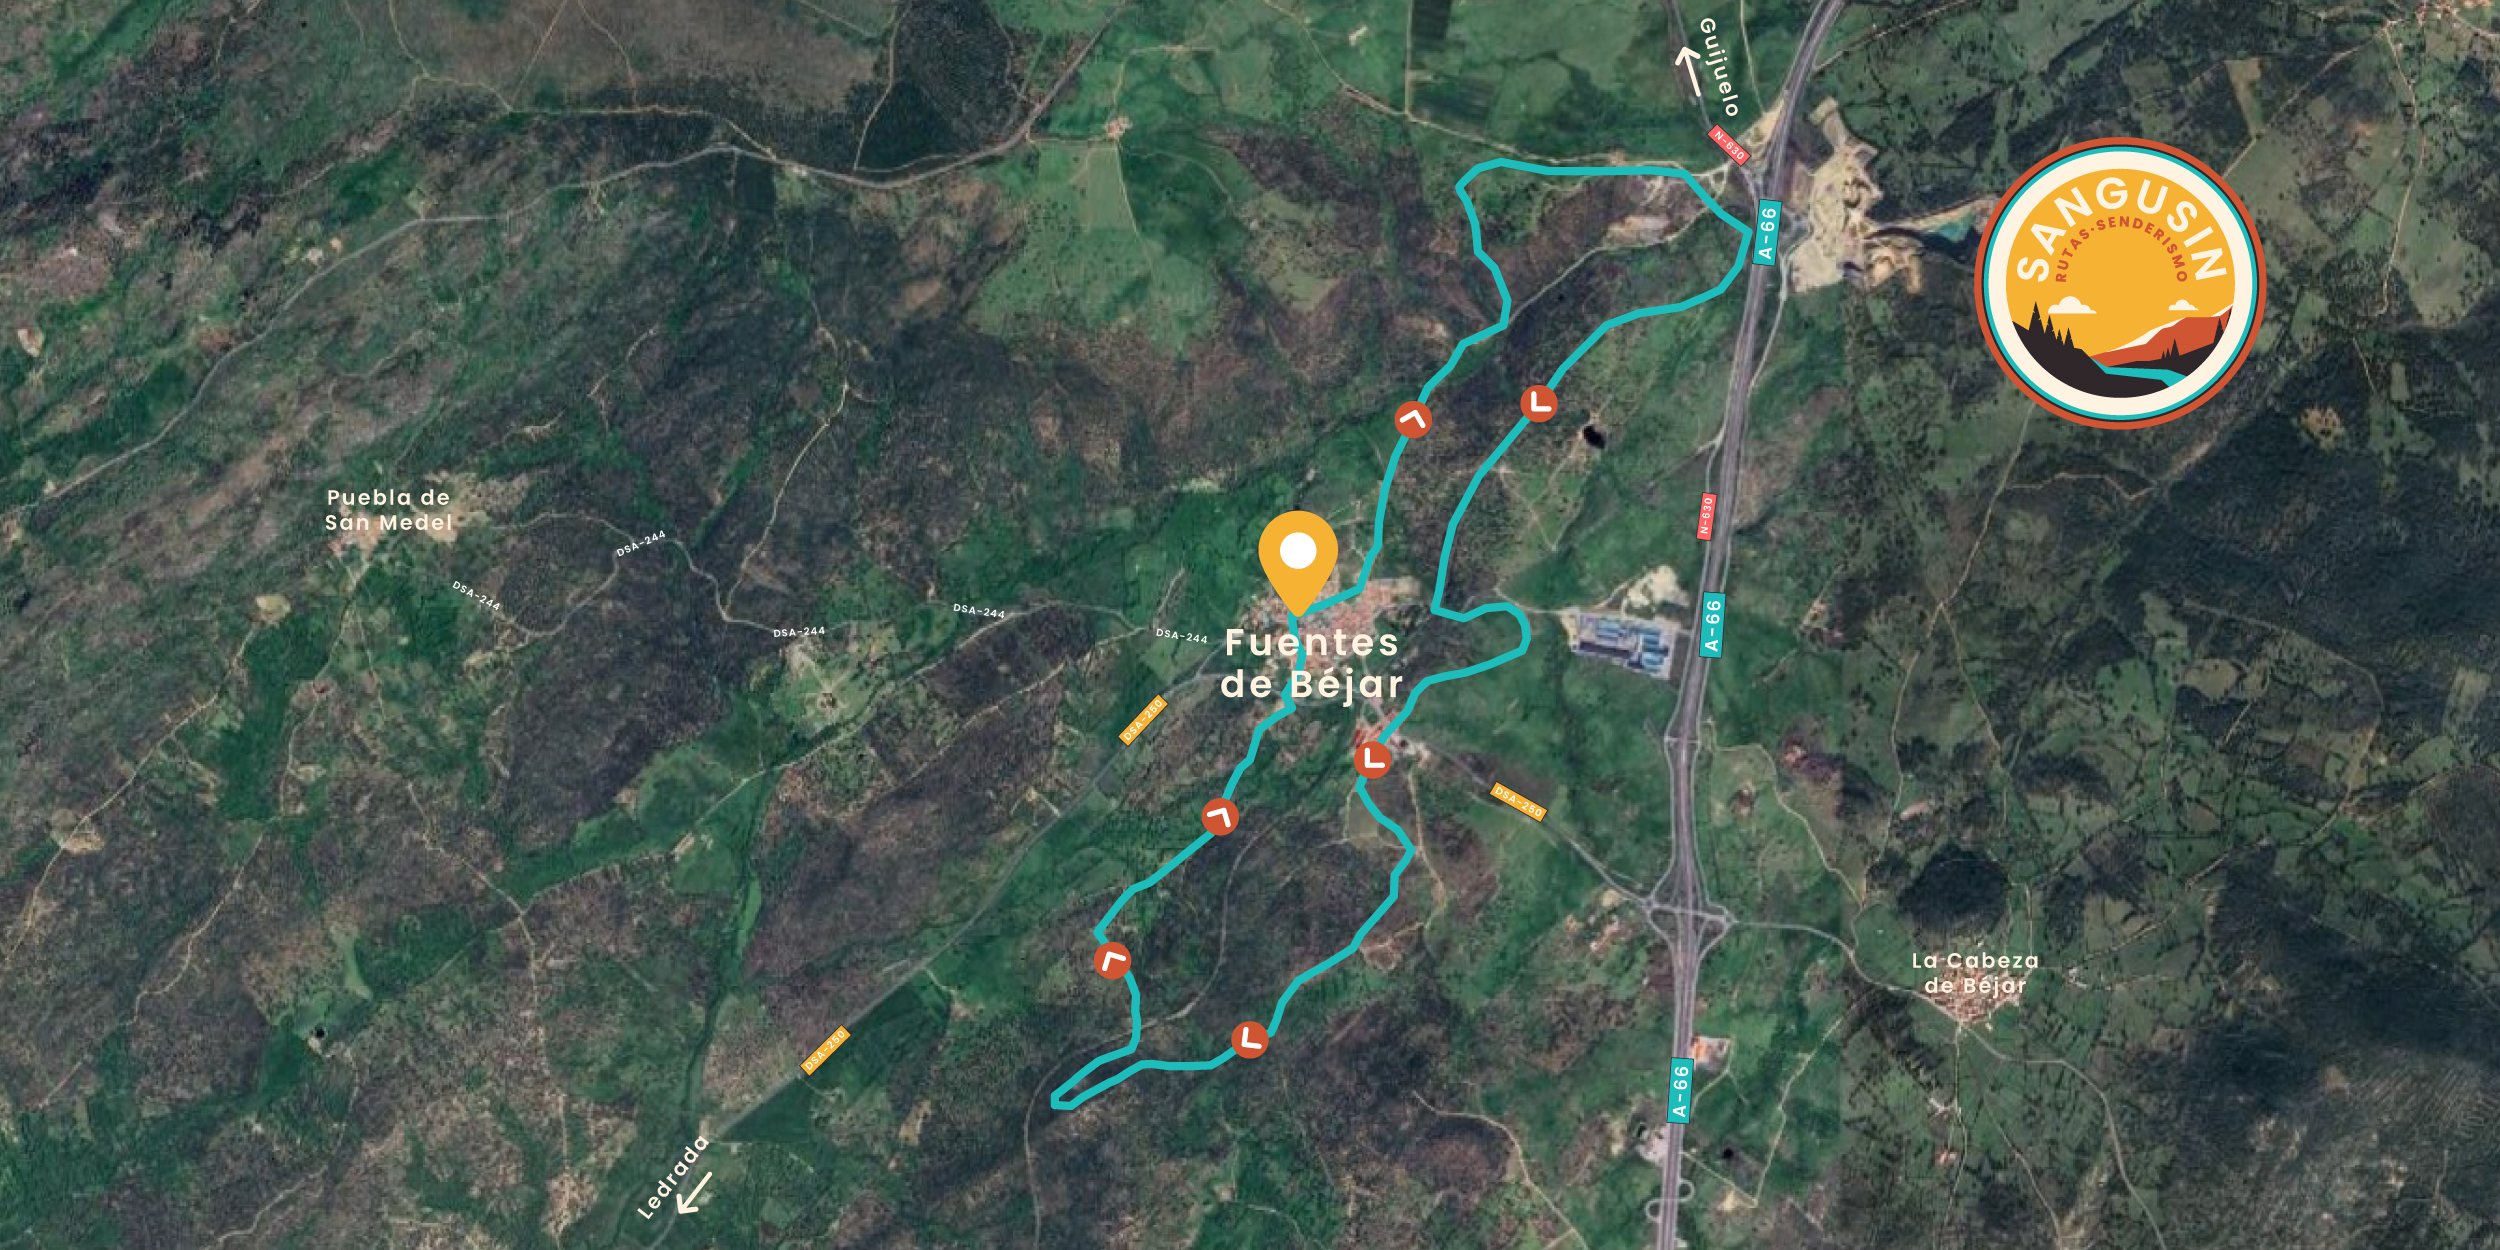 Guijuelo
N-630
A-66
SANGUSIN
RUTAS·SENDERISMO
Puebla de
San Medel
DSA-244
DSA-244
DSA-244
DSA-244
DSA-244
N-630
A-66
Fuentes
de Béjar
DSA-250
DSA-250
La Cabeza
de Béjar
DSA-250
A-66
Ledrada